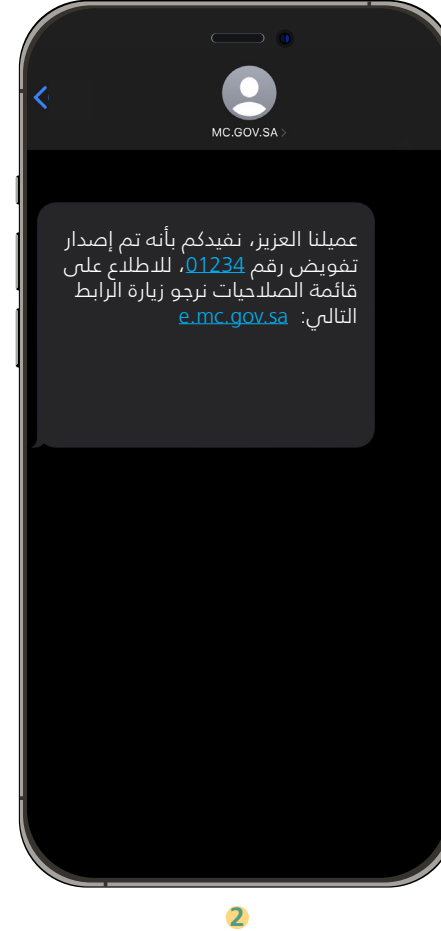 MC.GOV.SA
عميلنا العزيز، نفيدكم بأنه تم إصدار
تفويض رقم 01234، للاطلاع على
قائمة الصلاحيات نرجو زيارة الرابط
التالي: e.mc.gov.sa
2